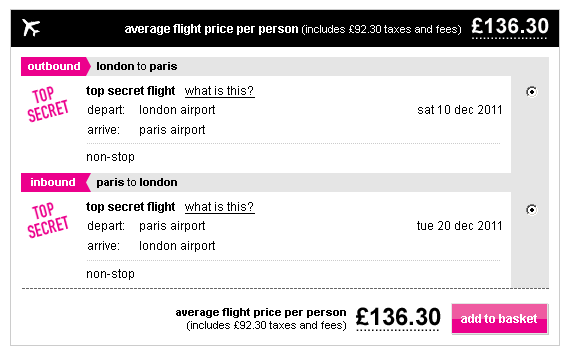 average flight price per person (includes £92.30 taxes and fees) £136.30
outbound london to paris
TOP SECRET
top secret flight what is this?
depart: london airport sat 10 dec 2011
arrive: paris airport
non-stop
inbound paris to london
TOP SECRET
top secret flight what is this?
depart: paris airport tue 20 dec 2011
arrive: london airport
non-stop
average flight price per person
(includes £92.30 taxes and fees)
£136.30 add to basket